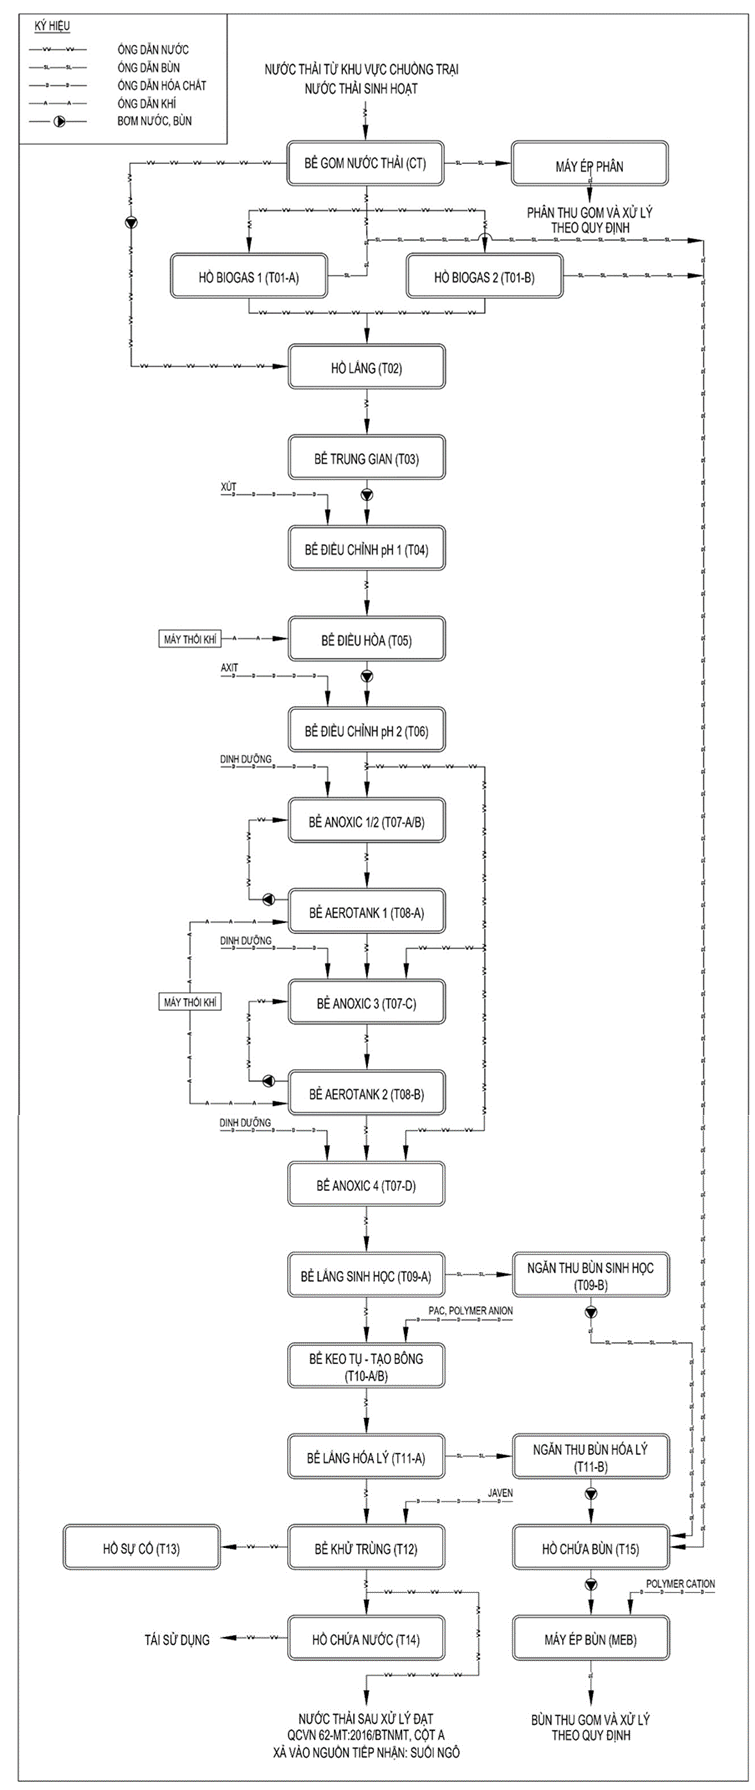 KÝ HIỆU
ỐNG DẪN NƯỚC
ỐNG DẪN BÙN
ỐNG DẪN HÓA CHẤT
ỐNG DẪN KHÍ
BƠM NƯỚC, BÙN
NƯỚC THẢI TỪ KHU VỰC CHUỒNG TRẠI
NƯỚC THẢI SINH HOẠT
BỂ GOM NƯỚC THẢI (CT)
MÁY ÉP PHÂN
PHÂN THU GOM VÀ XỬ LÝ
THEO QUY ĐỊNH
HỒ BIOGAS 1 (T01-A)
HỒ BIOGAS 2 (T01-B)
HỒ LẮNG (T02)
BỂ TRUNG GIAN (T03)
XÚT
BỂ ĐIỀU CHỈNH pH 1 (T04)
MÁY THỔI KHÍ
BỂ ĐIỀU HÒA (T05)
AXIT
BỂ ĐIỀU CHỈNH pH 2 (T06)
DINH DƯỠNG
BỂ ANOXIC 1/2 (T07-A/B)
BỂ AEROTANK 1 (T08-A)
DINH DƯỠNG
MÁY THỔI KHÍ
BỂ ANOXIC 3 (T07-C)
BỂ AEROTANK 2 (T08-B)
DINH DƯỠNG
BỂ ANOXIC 4 (T07-D)
BỂ LẮNG SINH HỌC (T09-A)
NGĂN THU BÙN SINH HỌC
(T09-B)
PAC, POLYMER ANION
BỂ KEO TỤ - TẠO BÔNG
(T10-A/B)
BỂ LẮNG HÓA LÝ (T11-A)
NGĂN THU BÙN HÓA LÝ
(T11-B)
JAVEN
HỒ SỰ CỐ (T13)
BỂ KHỬ TRÙNG (T12)
HỒ CHỨA BÙN (T15)
POLYMER CATION
TÁI SỬ DỤNG
HỒ CHỨA NƯỚC (T14)
MÁY ÉP BÙN (MEB)
NƯỚC THẢI SAU XỬ LÝ ĐẠT
QCVN 62-MT:2016/BTNMT, CỘT A
XẢ VÀO NGUỒN TIẾP NHẬN: SUỐI NGÔ
BÙN THU GOM VÀ XỬ LÝ
THEO QUY ĐỊNH